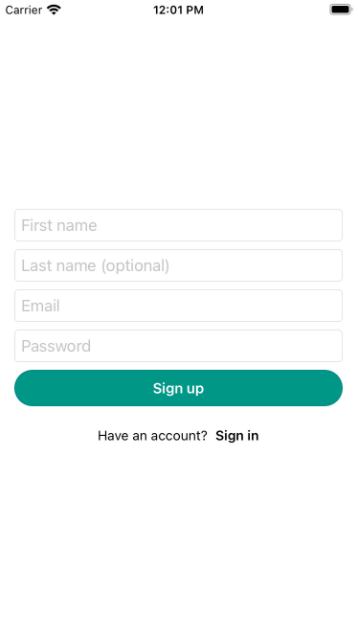 Carrier 12:01 PM
First name
Last name (optional)
Email
Password
Sign up
Have an account? Sign in